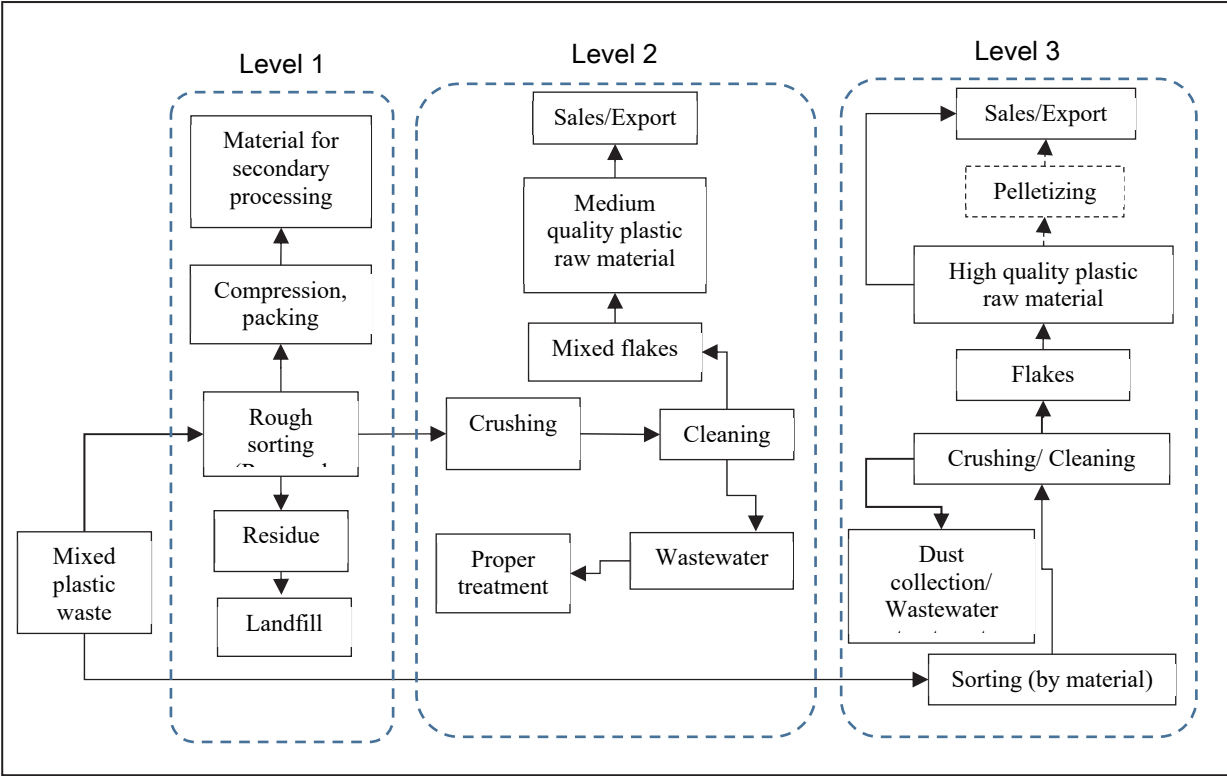 Level 1
Material for
secondary
processing
Compression,
packing
Rough
sorting
Residue
Landfill
Mixed
plastic
waste
Level 2
Sales/Export
Medium
quality plastic
raw material
Mixed flakes
Crushing
Cleaning
Wastewater
Proper
treatment
Level 3
Sales/Export
Pelletizing
High quality plastic
raw material
Flakes
Crushing/ Cleaning
Dust
collection/
Wastewater
Sorting (by material)